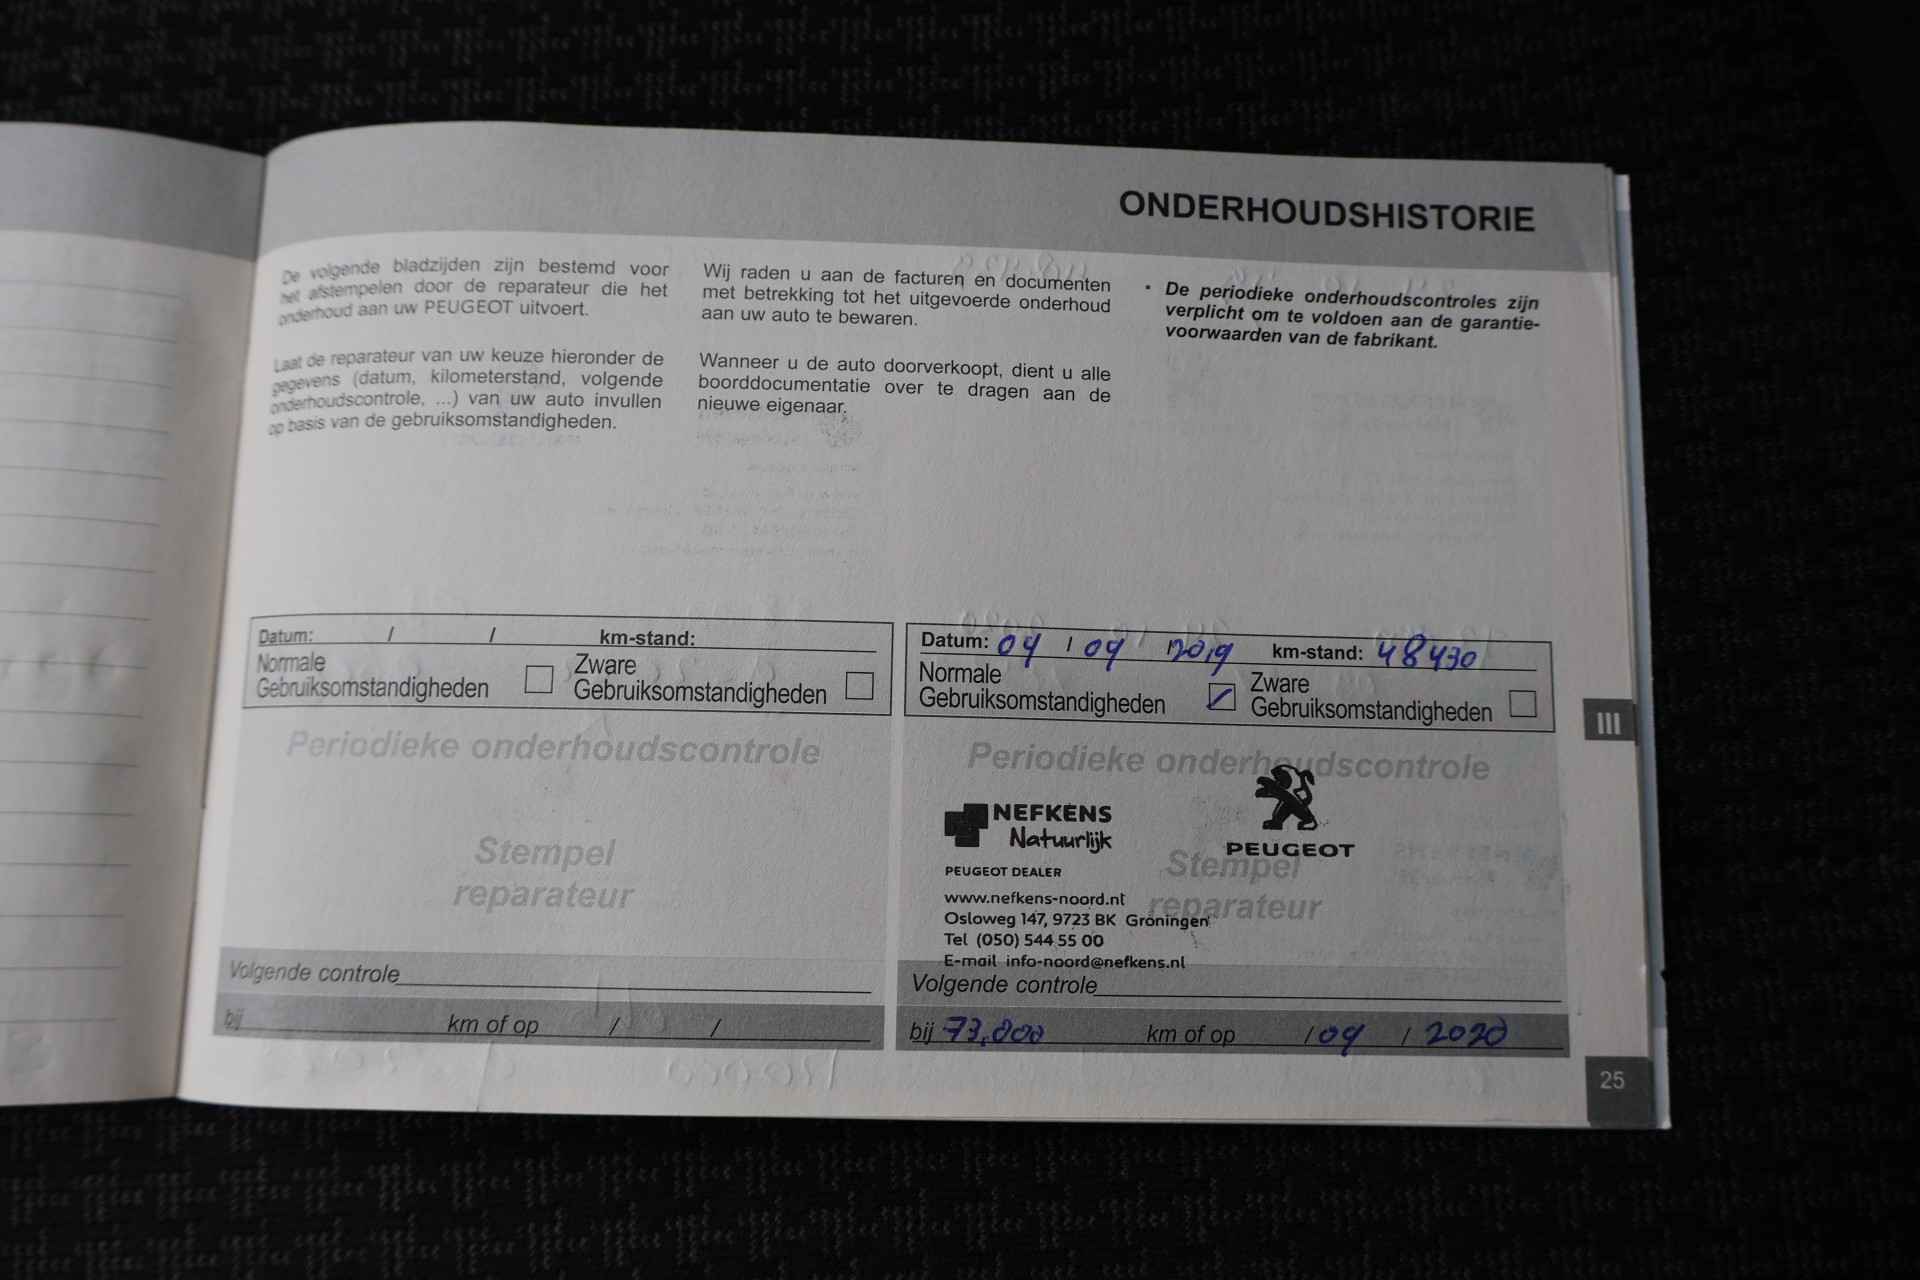 ONDERHOUDSHISTORIE
De volgende bladzijden zijn bestemd voor
het afstempelen door de reparateur die het
onderhoud aan uw PEUGEOT uitvoert.
Laat de reparateur van uw keuze hieronder de
gegevens (datum, kilometerstand, volgende
onderhoudscontrole, ...) van uw auto invullen
op basis van de gebruiksomstandigheden.
Wij raden u aan de facturen en documenten
met betrekking tot het uitgevoerde onderhoud
aan uw auto te bewaren.
Wanneer u de auto doorverkoopt, dient u alle
boorddocumentatie over te dragen aan de
nieuwe eigenaar.
• De periodieke onderhoudscontroles zijn
verplicht om te voldoen aan de garantie-
voorwaarden van de fabrikant.
Datum: / / km-stand:
Normale
Gebruiksomstandigheden
Zware
Gebruiksomstandigheden
Periodieke onderhoudscontrole
Stempel
reparateur
Volgende controle
bij km of op / /
Datum: 04 / 04 / 2019 km-stand: 48430
Normale
Gebruiksomstandigheden
Zware
Gebruiksomstandigheden
Periodieke onderhoudscontrole
NEFKENS
Natuurlijk
PEUGEOT
PEUGEOT DEALER
Stempel
reparateur
www.nefkens-noord.nl
Osloweg 147, 9723 BK Groningen
Tel (050) 544 55 00
E-mail info-noord@nefkens.nl
Volgende controle
bij 73.000 km of op / 04 / 2020
III
25